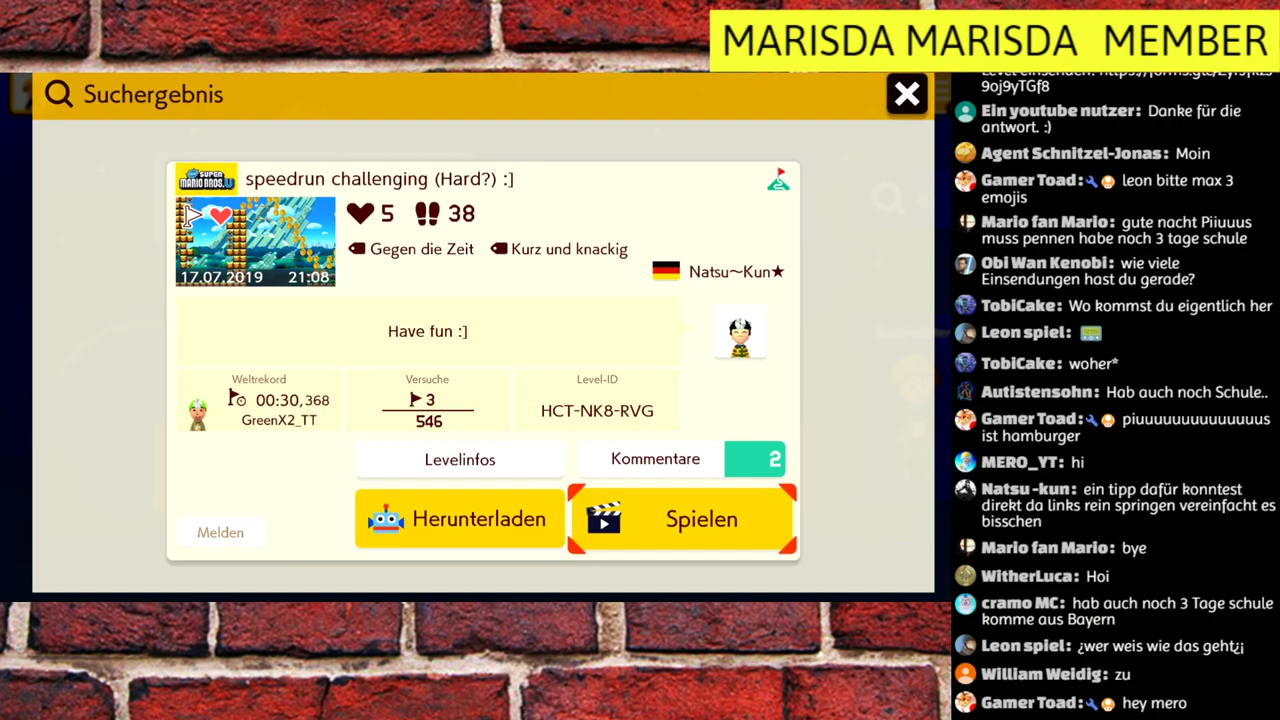 MARISDA MARISDA MEMBER
Suchergebnis
SUPER
MARIO BROS. U
speedrun challenging (Hard?) :]
2
5 38
Gegen die Zeit Kurz und knackig
17.07.2019 21:08
Natsu～Kun★
Have fun :]
Weltrekord
00:30,368
GreenX2_TT
Versuche
3
546
Level-ID
HCT-NK8-RVG
Levelinfos
Kommentare 2
Melden
Herunterladen
Spielen
9oj9yTGf8
Ein youtube nutzer: Danke für die
antwort. :)
Agent Schnitzel-Jonas: Moin
Gamer Toad: leon bitte max 3
emojis
Mario fan Mario: gute nacht Piiuuus
muss pennen habe noch 3 tage schule
Obi Wan Kenobi: wie viele
Einsendungen hast du gerade?
TobiCake: Wo kommst du eigentlich her
Leon spiel:
TobiCake: woher*
Autistensohn: Hab auch noch Schule..
Gamer Toad: piuuuuuuuuuuuuus
ist hamburger
MERO_YT: hi
Natsu -kun: ein tipp dafür konntest
direkt da links rein springen vereinfacht es
bisschen
Mario fan Mario: bye
WitherLuca: Hoi
cramo MC: hab auch noch 3 Tage schule
komme aus Bayern
Leon spiel: ¿wer weis wie das geht¿¡
William Weidig: zu
Gamer Toad: hey mero